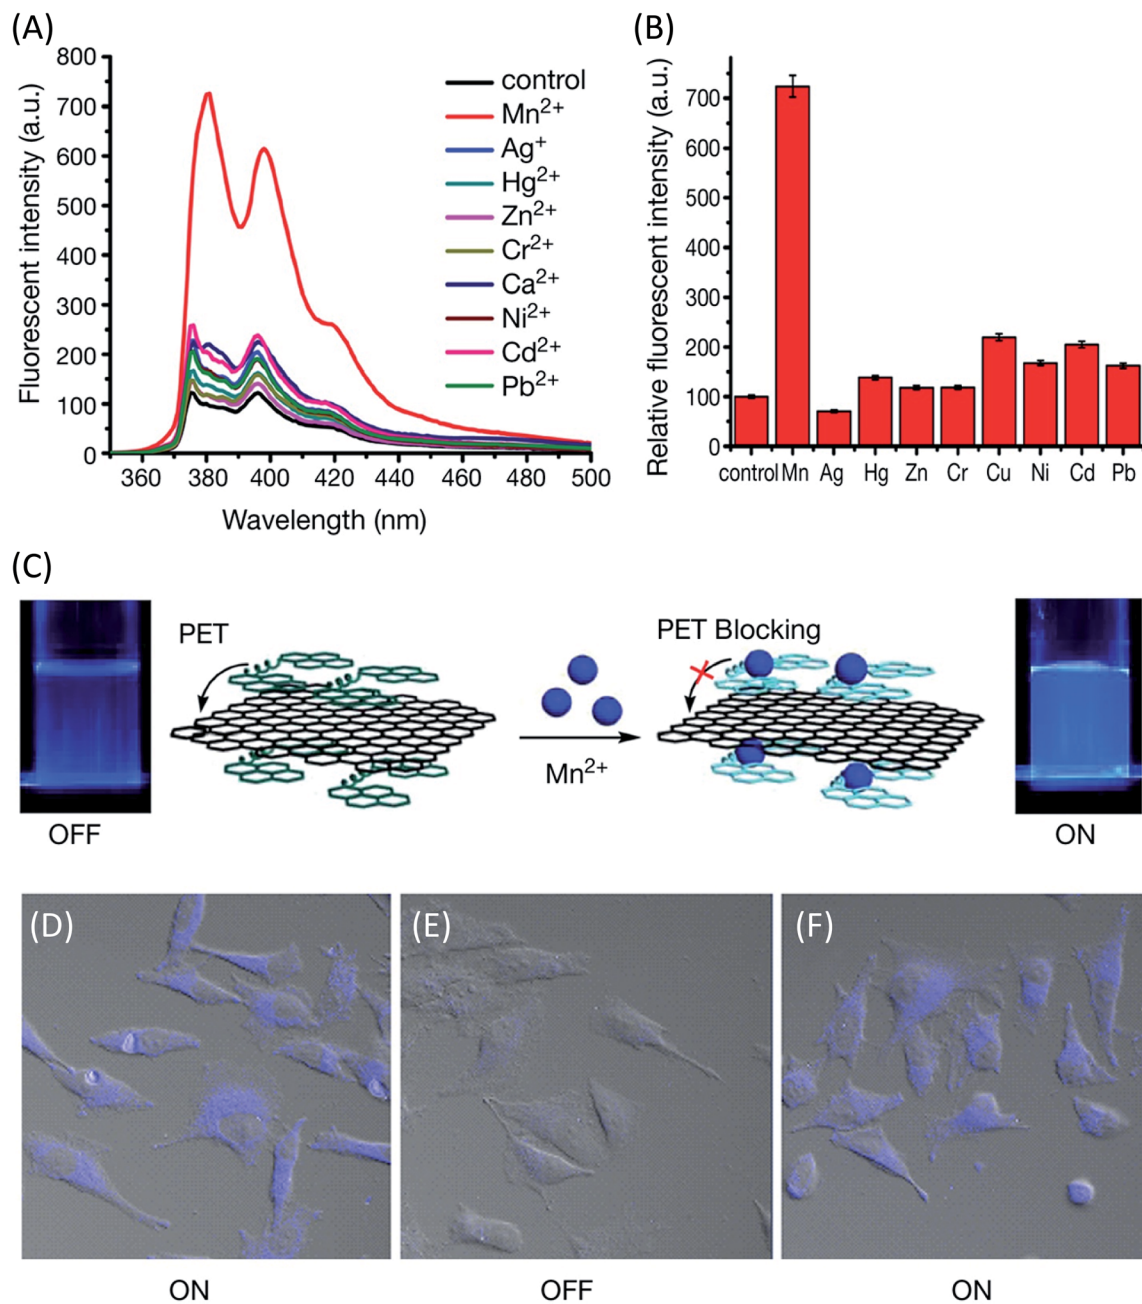 (A)
Fluorescent intensity (a.u.)
800
700
600
500
400
300
200
100
0
360 380 400 420 440 460 480 500
Wavelength (nm)
control
Mn²⁺
Ag⁺
Hg²⁺
Zn²⁺
Cr²⁺
Ca²⁺
Ni²⁺
Cd²⁺
Pb²⁺
(B)
Relative fluorescent intensity (a.u.)
700
600
500
400
300
200
100
0
control Mn Ag Hg Zn Cr Cu Ni Cd Pb
(C)
PET
PET Blocking
Mn²⁺
OFF
ON
(D) (E) (F)
ON OFF ON